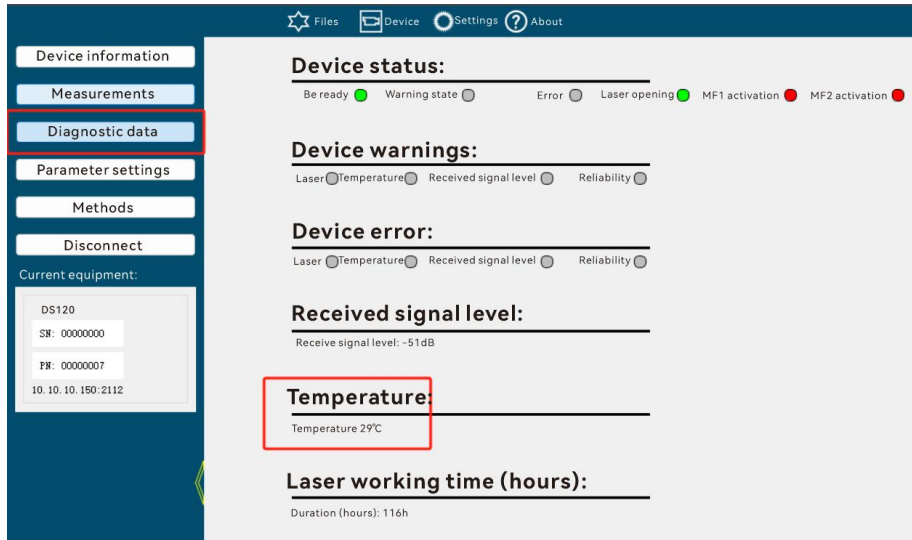 Files Device Settings About
Device information
Measurements
Diagnostic data
Parameter settings
Methods
Disconnect
Current equipment:
DS120
SN: 00000000
PN: 00000007
10.10.10.150:2112
Device status:
Be ready Warning state Error Laser opening MF1 activation MF2 activation
Device warnings:
Laser Temperature Received signal level Reliability
Device error:
Laser Temperature Received signal level Reliability
Received signal level:
Receive signal level: -51dB
Temperature:
Temperature 29℃
Laser working time (hours):
Duration (hours): 116h